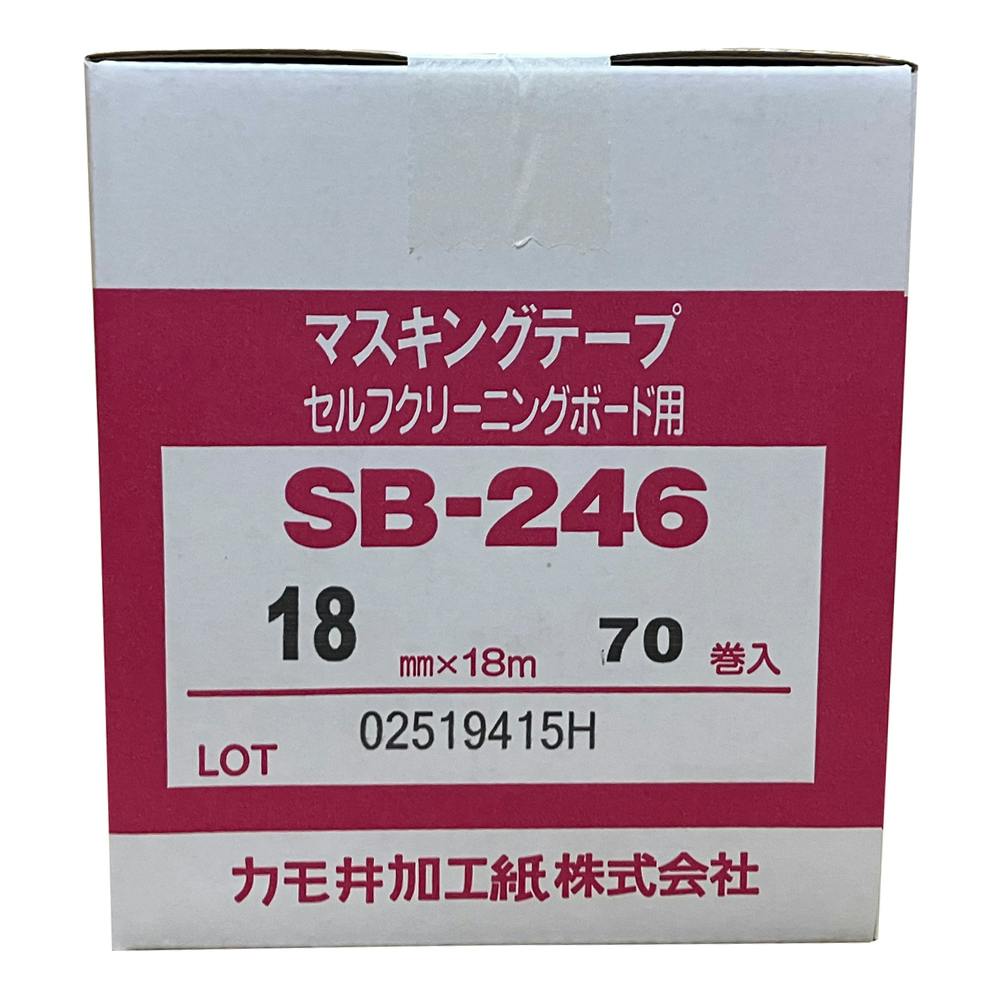 マスキングテープ
セルフクリーニングボード用
SB-246
18 mm×18m 70 巻入
LOT 02519415H
カモ井加工紙株式会社